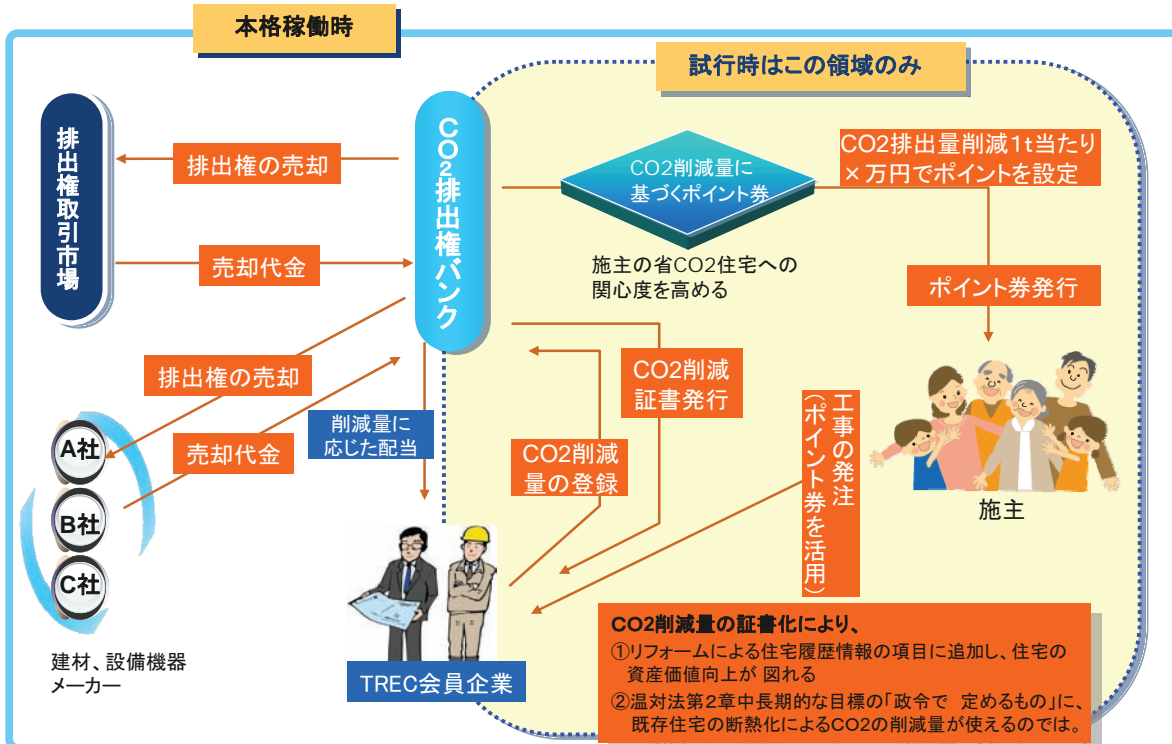 本格稼働時
試行時はこの領域のみ
排出権取引市場
排出権の売却
売却代金
CO2排出権バンク
CO2削減量に
基づくポイント券
CO2排出量削減1t当たり
×万円でポイントを設定
施主の省CO2住宅への
関心度を高める
ポイント券発行
排出権の売却
売却代金
削減量に
応じた配当
CO2削減
証書発行
CO2削減
量の登録
工事の発注
(ポイント券を活用)
施主
A社
B社
C社
建材、設備機器
メーカー
TREC会員企業
CO2削減量の証書化により、
①リフォームによる住宅履歴情報の項目に追加し、住宅の
資産価値向上が 図れる
②温対法第2章中長期的な目標の「政令で 定めるもの」に、
既存住宅の断熱化によるCO2の削減量が使えるのでは。